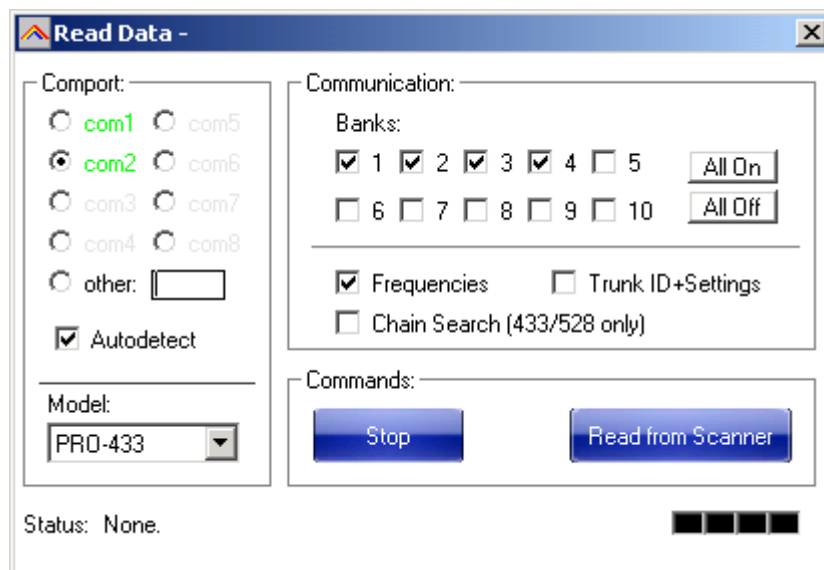 Read Data -
Comport:
com1 com5
com2 com6
com3 com7
com4 com8
other:
Autodetect
Model:
PRO-433
Communication:
Banks:
1 2 3 4 5
All On
6 7 8 9 10
All Off
Frequencies Trunk ID+Settings
Chain Search (433/528 only)
Commands:
Stop Read from Scanner
Status: None.